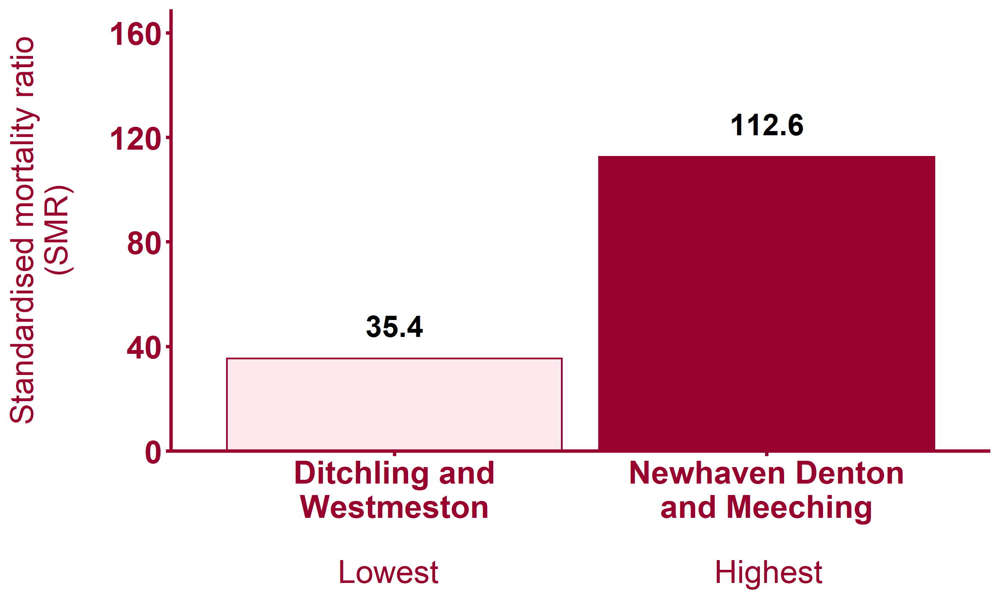 Standardised mortality ratio
(SMR)
160
120
80
40
0
112.6
35.4
Ditchling and
Westmeston
Newhaven Denton
and Meeching
Lowest
Highest